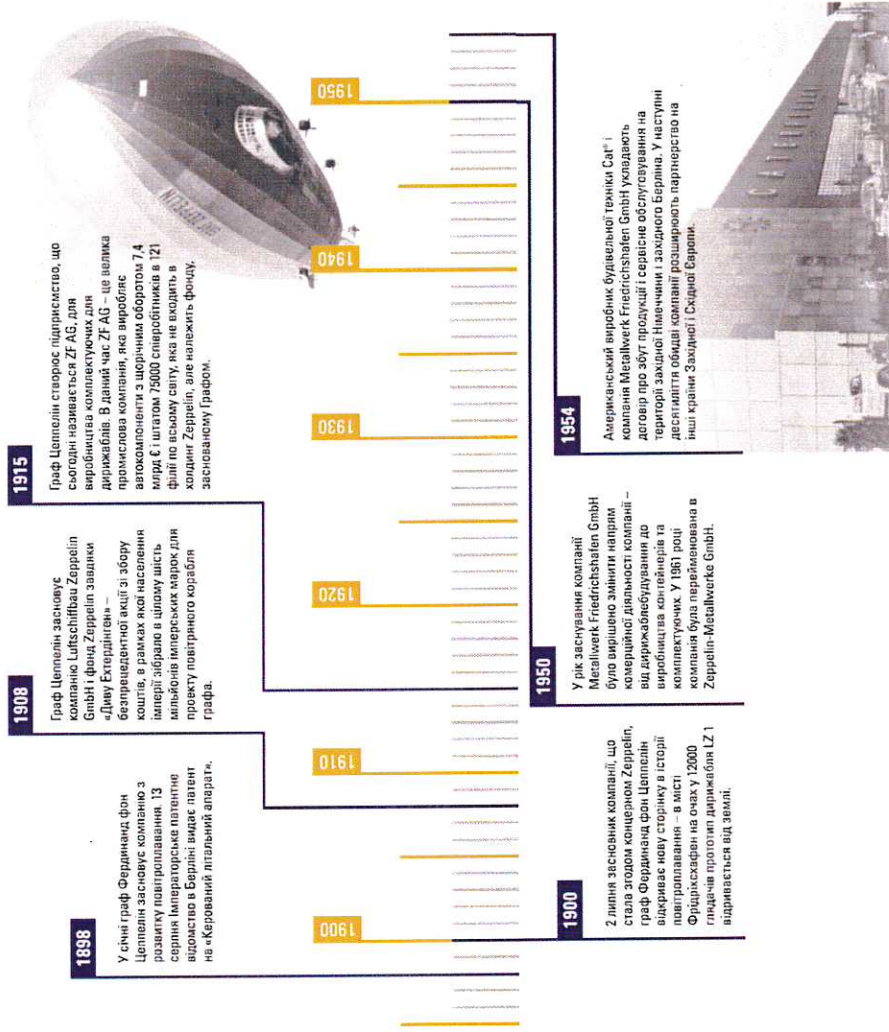 1898
У січні граф Фердинанд фон
Цеппелін засновує компанію з
розвитку повітроплавання. 13
серпня Імператорське патентне
відомство в Берліні видає патент
на «Керований літальний апарат».
1908
Граф Цеппелін засновує
компанію Luftschiffbau Zeppelin
GmbH і фонд Zeppelin завдяки
«Диву Ехтердінген» –
безпрецедентної акції зі збору
коштів, в рамках якої населення
імперії зібрало в цілому шість
мільйонів імперських марок для
проекту повітряного корабля
графа.
1915
Граф Цеппелін створює підприємство, що
сьогодні називається ZF AG, для
виробництва комплектуючих для
дирижаблів. В даний час ZF AG – це велика
промислова компанія, яка виробляє
автокомпоненти з щорічним оборотом 7,4
млрд € і штатом 75000 співробітників в 121
філії по всьому світу, яка не входить в
холдинг Zeppelin, але належить фонду,
заснованому Графом.
1900
1910
1920
1930
1940
1950
1900
2 липня засновник компанії, що
стала згодом концерном Zeppelin,
граф Фердинанд фон Цеппелін
відкриває нову сторінку в історії
повітроплавання – в місті
Фрідріксхафен на очах у 12000
глядачів прототип дирижабля LZ 1
відривається від землі.
1950
У рік заснування компанії
Metallwerk Friedrichshafen GmbH
було вирішено змінити напрям
комерційної діяльності компанії –
від дирижаблебудування до
виробництва контейнерів та
комплектуючих. У 1961 році
компанія була перейменована в
Zeppelin-Metallwerke GmbH.
1954
Американський виробник будівельної техніки Cat® і
компанія Metallwerk Friedrichshafen GmbH укладають
договір про збут продукції і сервісне обслуговування на
території західної Німеччини і західного Берліна. У наступні
десятиліття обидві компанії розширюють партнерство на
інші країни Західної і Східної Європи.
CATERPILLAR